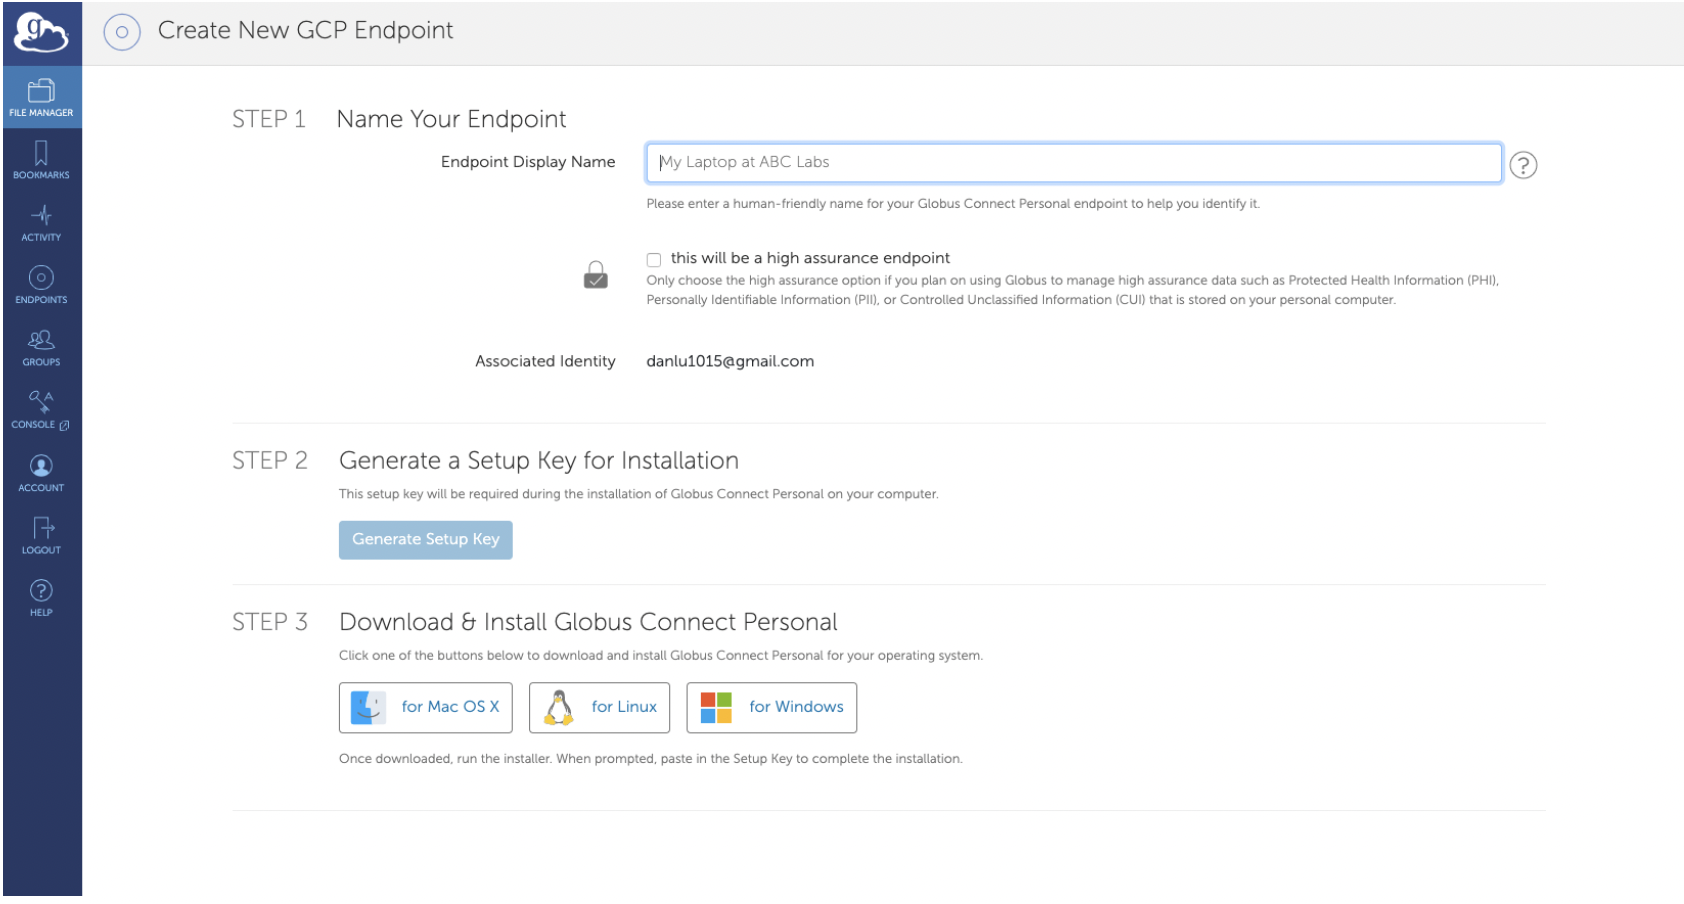 g
Create New GCP Endpoint
FILE MANAGER
BOOKMARKS
ACTIVITY
ENDPOINTS
GROUPS
CONSOLE
ACCOUNT
LOGOUT
HELP
STEP 1 Name Your Endpoint
Endpoint Display Name My Laptop at ABC Labs ?
Please enter a human-friendly name for your Globus Connect Personal endpoint to help you identify it.
this will be a high assurance endpoint
Only choose the high assurance option if you plan on using Globus to manage high assurance data such as Protected Health Information (PHI),
Personally Identifiable Information (PII), or Controlled Unclassified Information (CUI) that is stored on your personal computer.
Associated Identity danlu1015@gmail.com
STEP 2 Generate a Setup Key for Installation
This setup key will be required during the installation of Globus Connect Personal on your computer.
Generate Setup Key
STEP 3 Download & Install Globus Connect Personal
Click one of the buttons below to download and install Globus Connect Personal for your operating system.
for Mac OS X for Linux for Windows
Once downloaded, run the installer. When prompted, paste in the Setup Key to complete the installation.